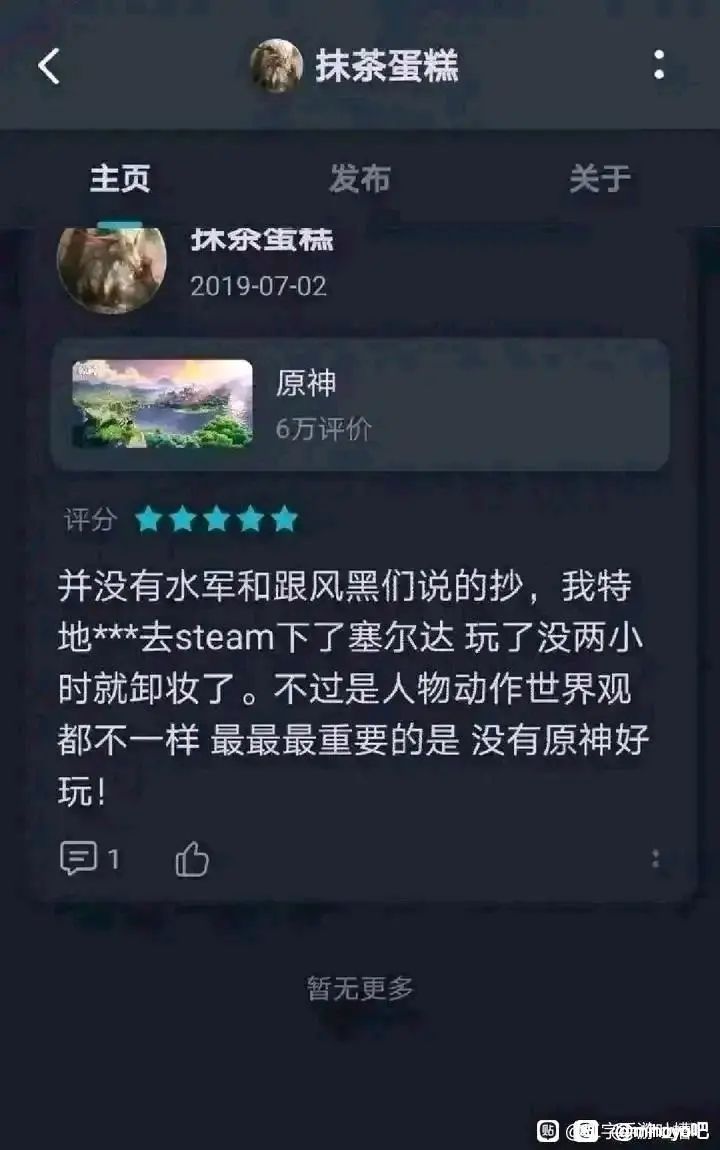 抹茶蛋糕
主页
发布
关于
抹茶蛋糕
2019-07-02
原神
6万评价
评分
并没有水军和跟风黑们说的抄，我特
地***去steam下了塞尔达 玩了没两小
时就卸妆了。不过是人物动作世界观
都不一样 最最最重要的是 没有原神好
玩！
1
暂无更多